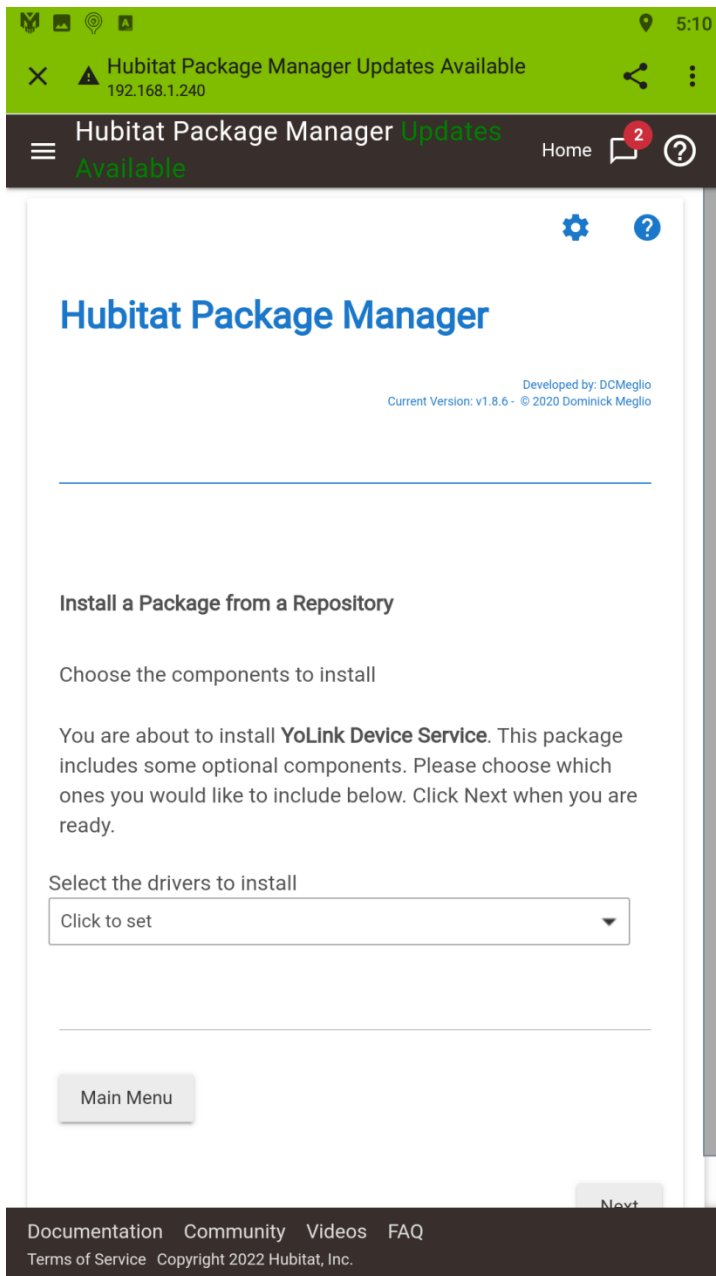 5:10
Hubitat Package Manager Updates Available
192.168.1.240
Hubitat Package Manager Updates
Available
Home
2
Hubitat Package Manager
Developed by: DCMeglio
Current Version: v1.8.6 - © 2020 Dominick Meglio
Install a Package from a Repository
Choose the components to install
You are about to install YoLink Device Service. This package
includes some optional components. Please choose which
ones you would like to include below. Click Next when you are
ready.
Select the drivers to install
Click to set
Main Menu
Next
Documentation Community Videos FAQ
Terms of Service Copyright 2022 Hubitat, Inc.